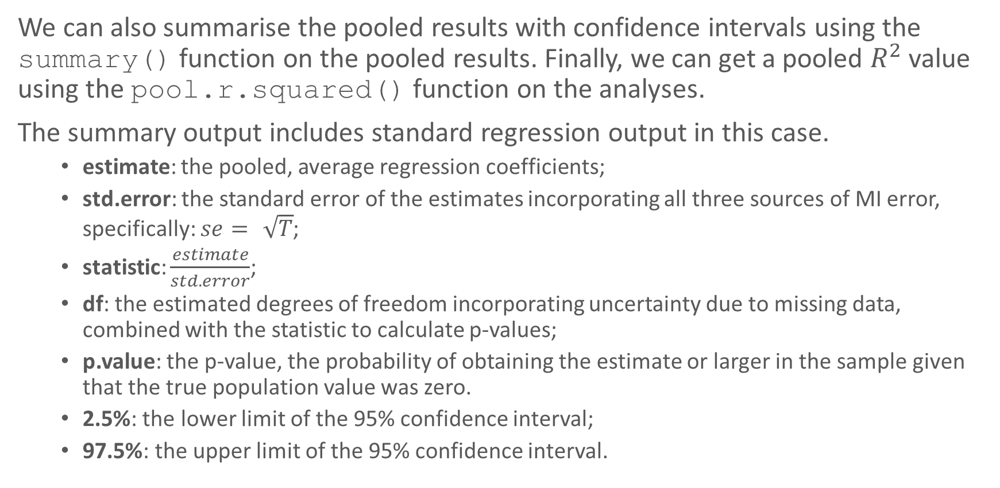 We can also summarise the pooled results with confidence intervals using the
summary() function on the pooled results. Finally, we can get a pooled R² value
using the pool.r.squared() function on the analyses.
The summary output includes standard regression output in this case.
• estimate: the pooled, average regression coefficients;
• std.error: the standard error of the estimates incorporating all three sources of MI error,
specifically: se = √T;
• statistic: estimate/std.error;
• df: the estimated degrees of freedom incorporating uncertainty due to missing data,
combined with the statistic to calculate p-values;
• p.value: the p-value, the probability of obtaining the estimate or larger in the sample given
that the true population value was zero.
• 2.5%: the lower limit of the 95% confidence interval;
• 97.5%: the upper limit of the 95% confidence interval.